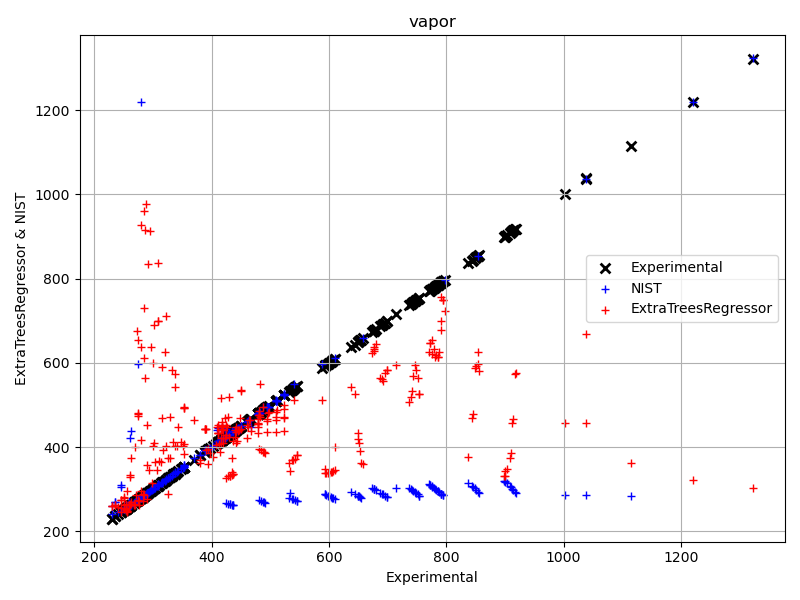 vapor
ExtraTreesRegressor & NIST
1200
1000
800
600
400
200
Experimental
NIST
ExtraTreesRegressor
200
400
600
800
1000
1200
Experimental